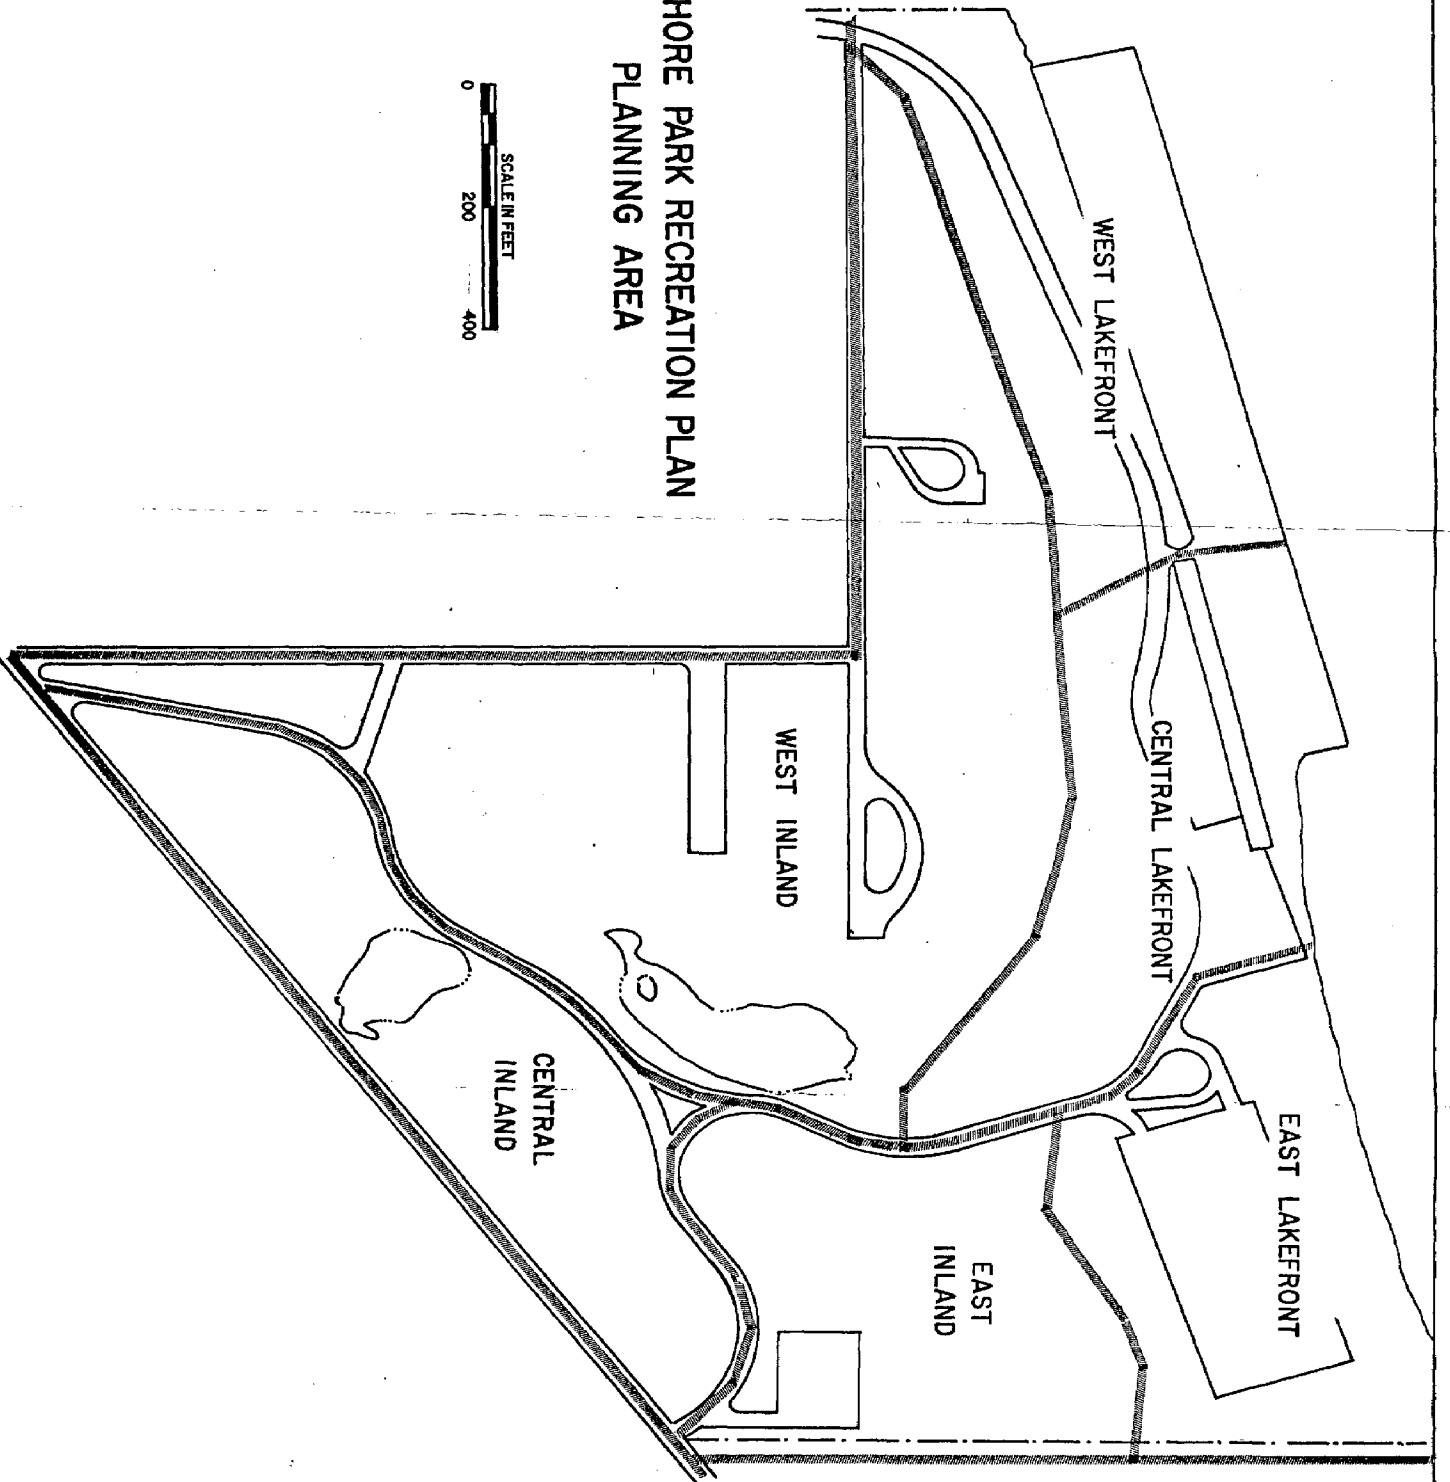 HORE PARK RECREATION PLAN
PLANNING AREA
SCALE IN FEET
0 200 400
WEST LAKEFRONT
CENTRAL LAKEFRONT
EAST LAKEFRONT
WEST INLAND
CENTRAL
INLAND
EAST
INLAND